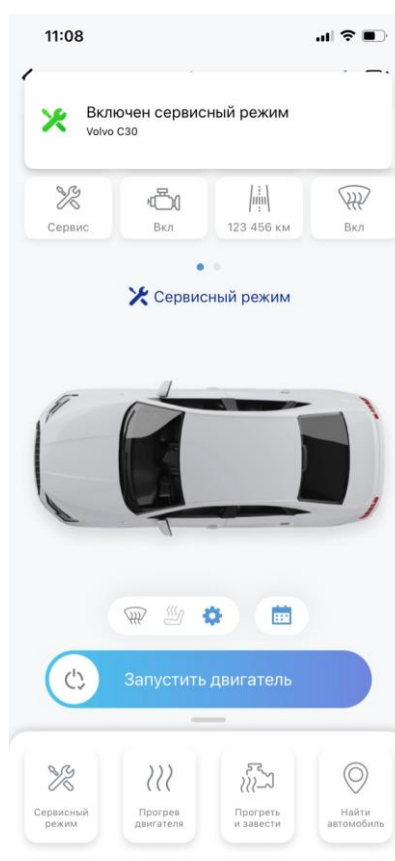 11:08
Включен сервисный режим
Volvo C30
Сервис
Вкл
123 456 км
Вкл
Сервисный режим
Запустить двигатель
Сервисный
режим
Прогрев
двигателя
Прогреть
и завести
Найти
автомобиль